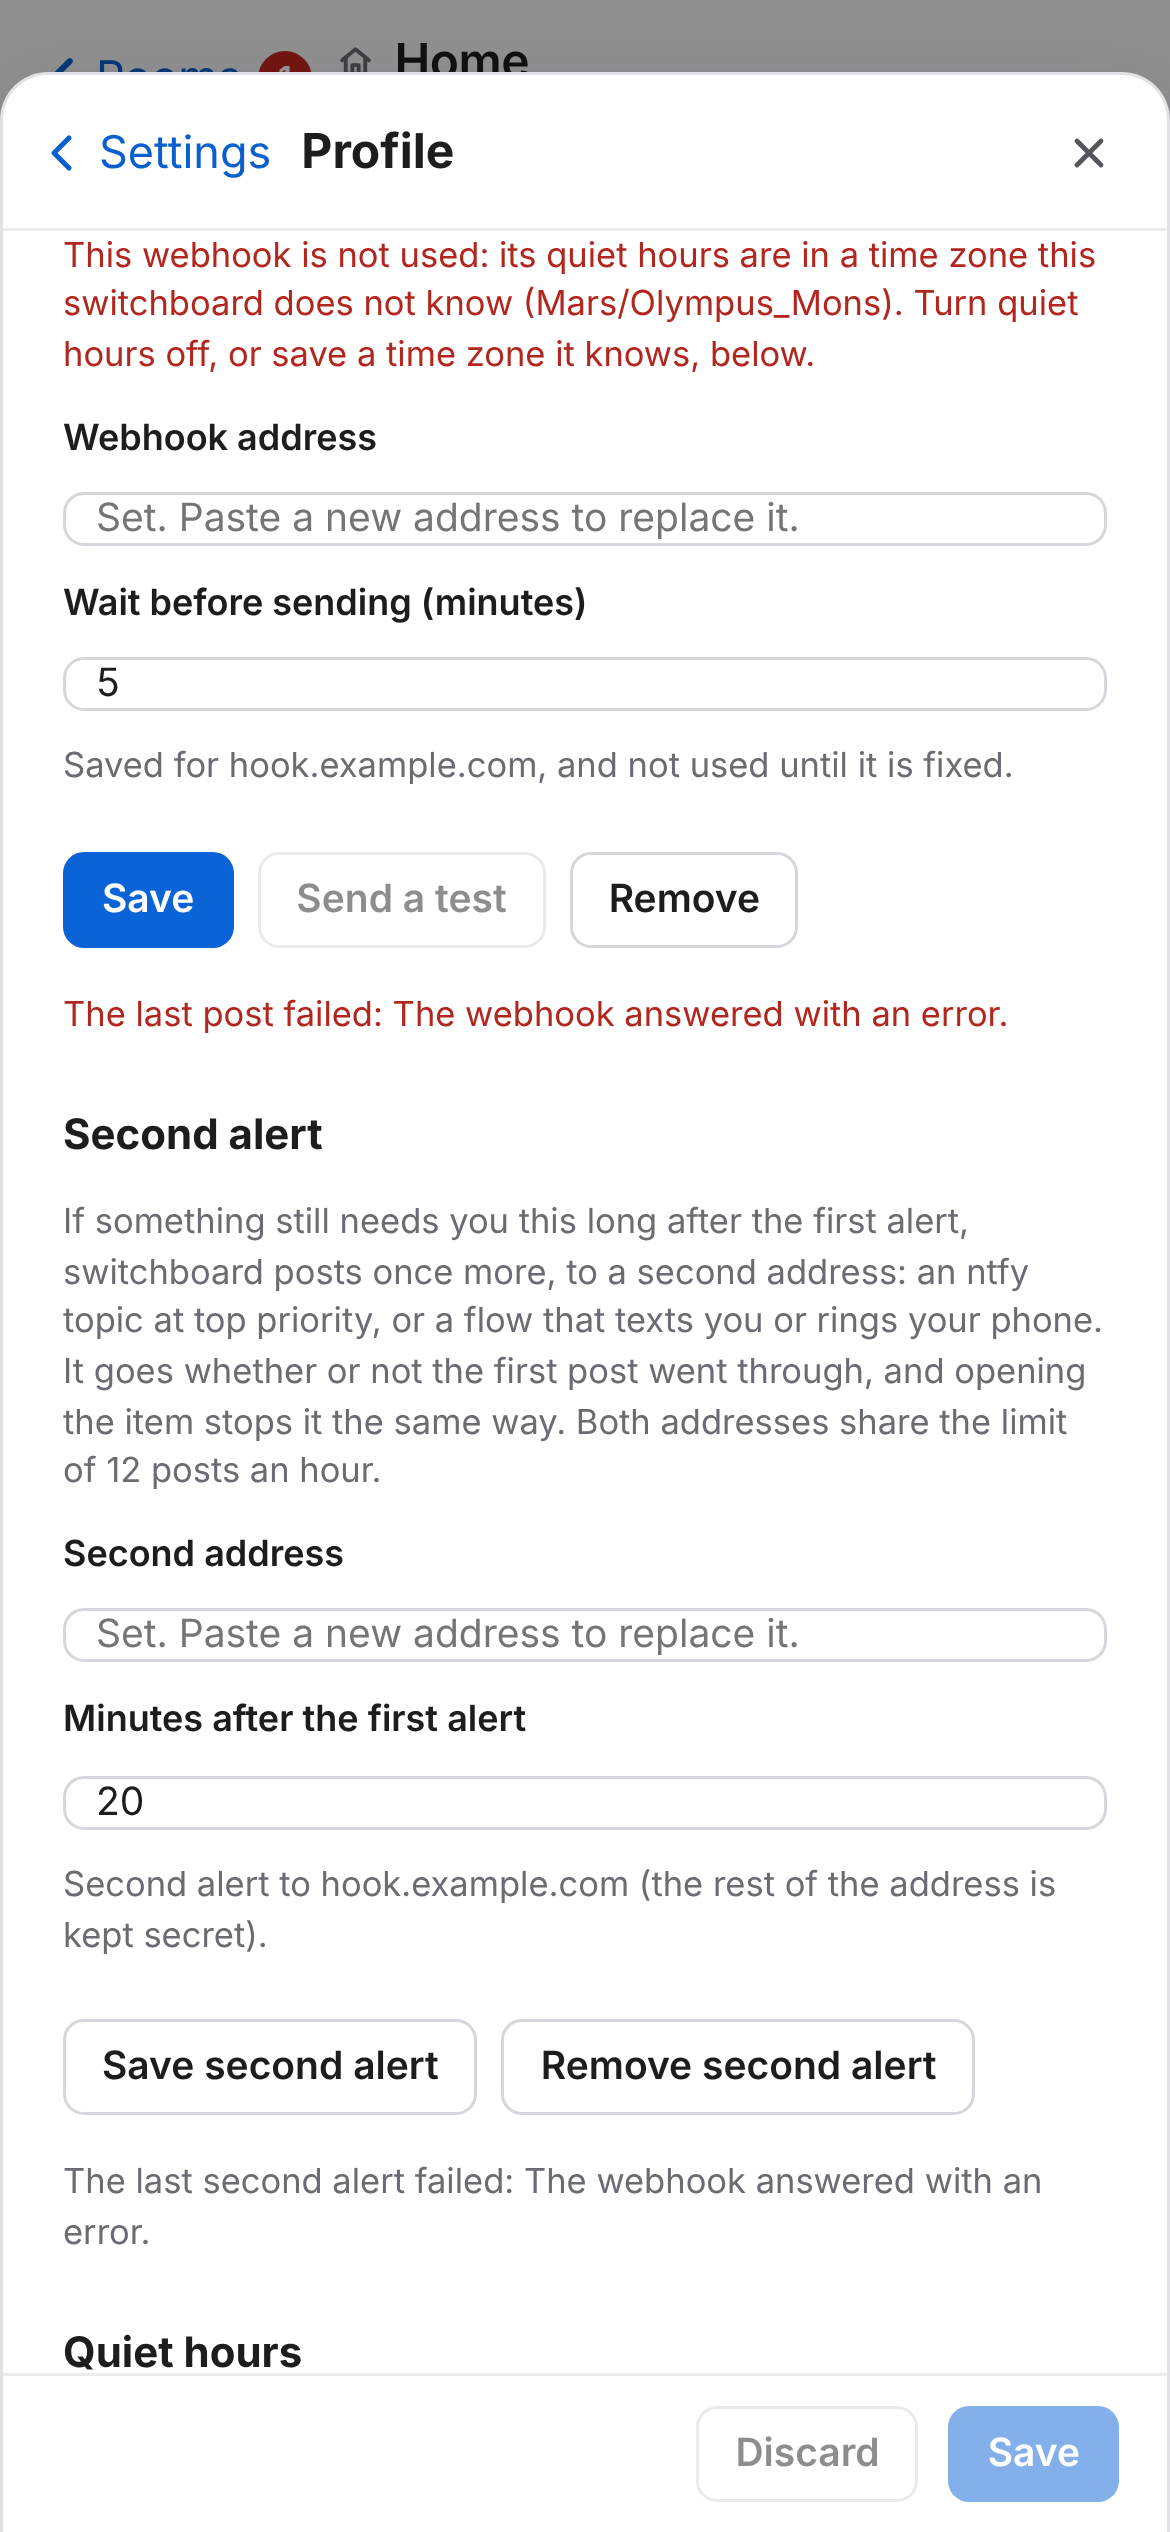 Rooms 1 Home
Settings Profile
This webhook is not used: its quiet hours are in a time zone this
switchboard does not know (Mars/Olympus_Mons). Turn quiet
hours off, or save a time zone it knows, below.
Webhook address
Set. Paste a new address to replace it.
Wait before sending (minutes)
5
Saved for hook.example.com, and not used until it is fixed.
Save Send a test Remove
The last post failed: The webhook answered with an error.
Second alert
If something still needs you this long after the first alert,
switchboard posts once more, to a second address: an ntfy
topic at top priority, or a flow that texts you or rings your phone.
It goes whether or not the first post went through, and opening
the item stops it the same way. Both addresses share the limit
of 12 posts an hour.
Second address
Set. Paste a new address to replace it.
Minutes after the first alert
20
Second alert to hook.example.com (the rest of the address is
kept secret).
Save second alert Remove second alert
The last second alert failed: The webhook answered with an
error.
Quiet hours
Discard Save